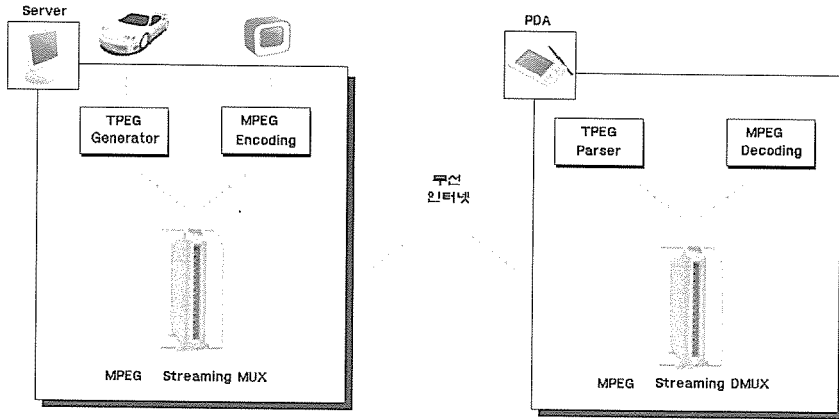 Server
TPEG
Generator
MPEG
Encoding
MPEG Streaming MUX
무선
인터넷
PDA
TPEG
Parser
MPEG
Decoding
MPEG Streaming DMUX